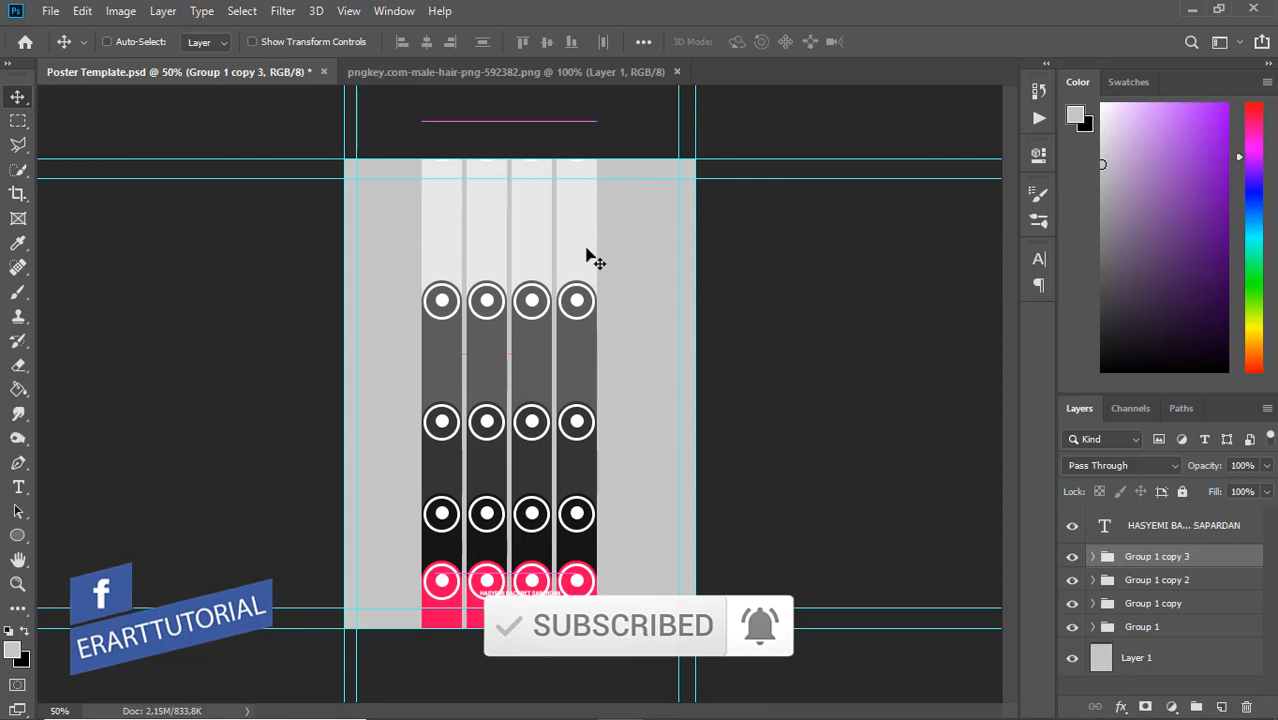 Ps File Edit Image Layer Type Select Filter 3D View Window Help
Auto-Select: Layer Show Transform Controls 3D Mode:
Poster Template.psd @ 50% (Group 1 copy 3, RGB/8) * × pngkey.com-male-hair-png-592382.png @ 100% (Layer 1, RGB/8) ×
Color Swatches
Layers Channels Paths
Kind
Pass Through Opacity: 100%
Lock: Fill: 100%
T HASYEMI BA... SAPARDAN
Group 1 copy 3
Group 1 copy 2
Group 1 copy
Group 1
Layer 1
f
ERARTTUTORIAL
SUBSCRIBED
50% Doc: 2,15M/833,8K